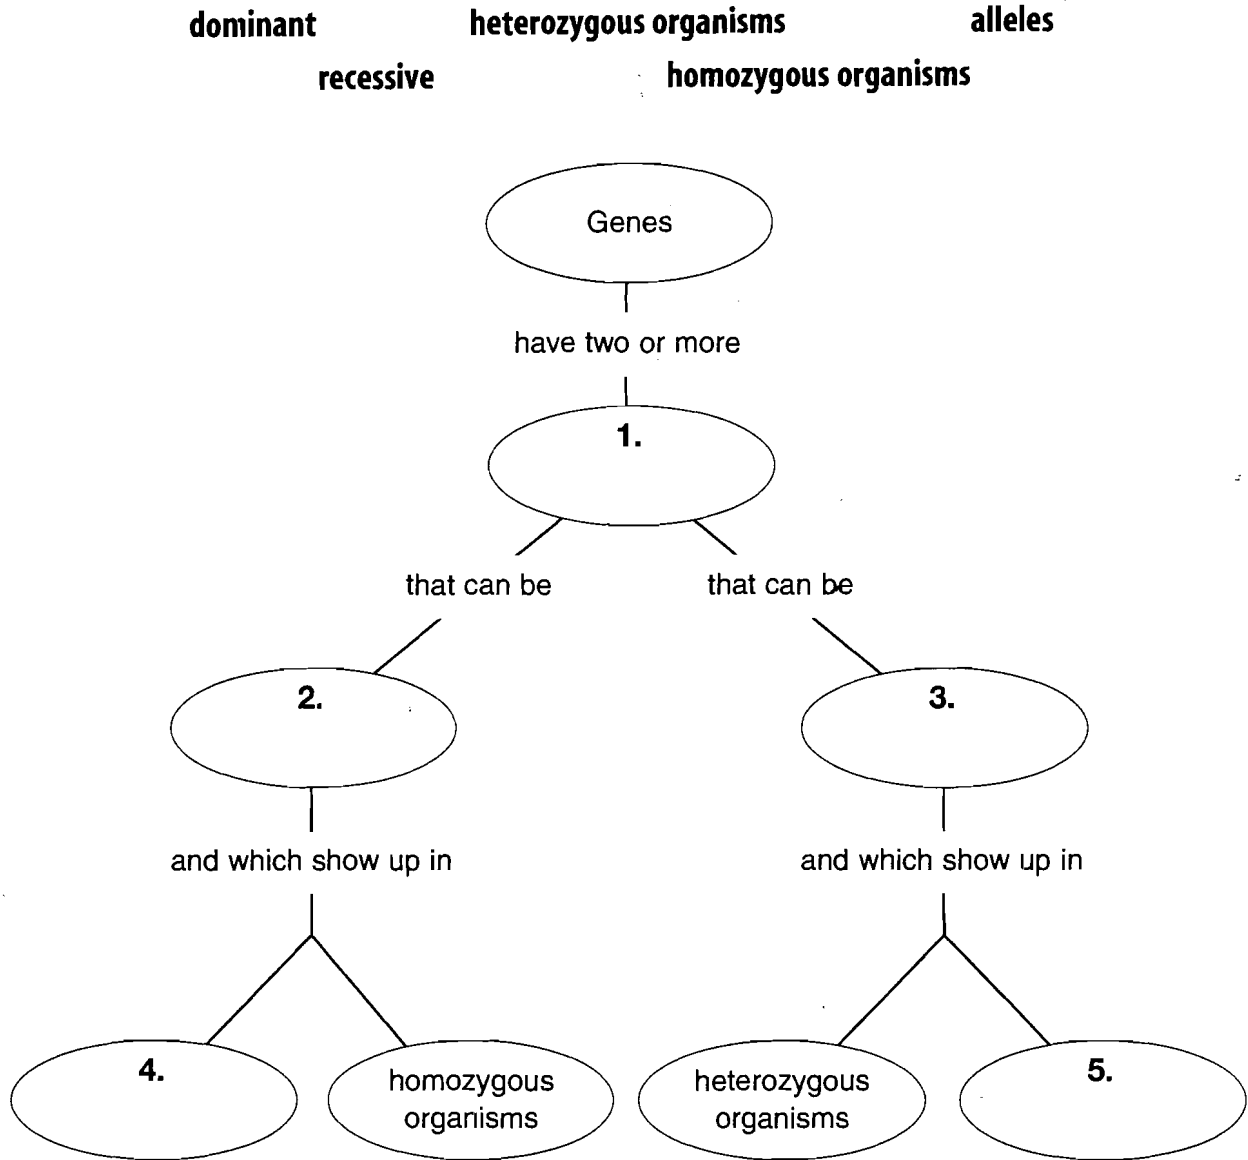 dominant heterozygous organisms alleles
recessive homozygous organisms
Genes
have two or more
1.
that can be that can be
2. 3.
and which show up in and which show up in
4. homozygous organisms heterozygous organisms 5.